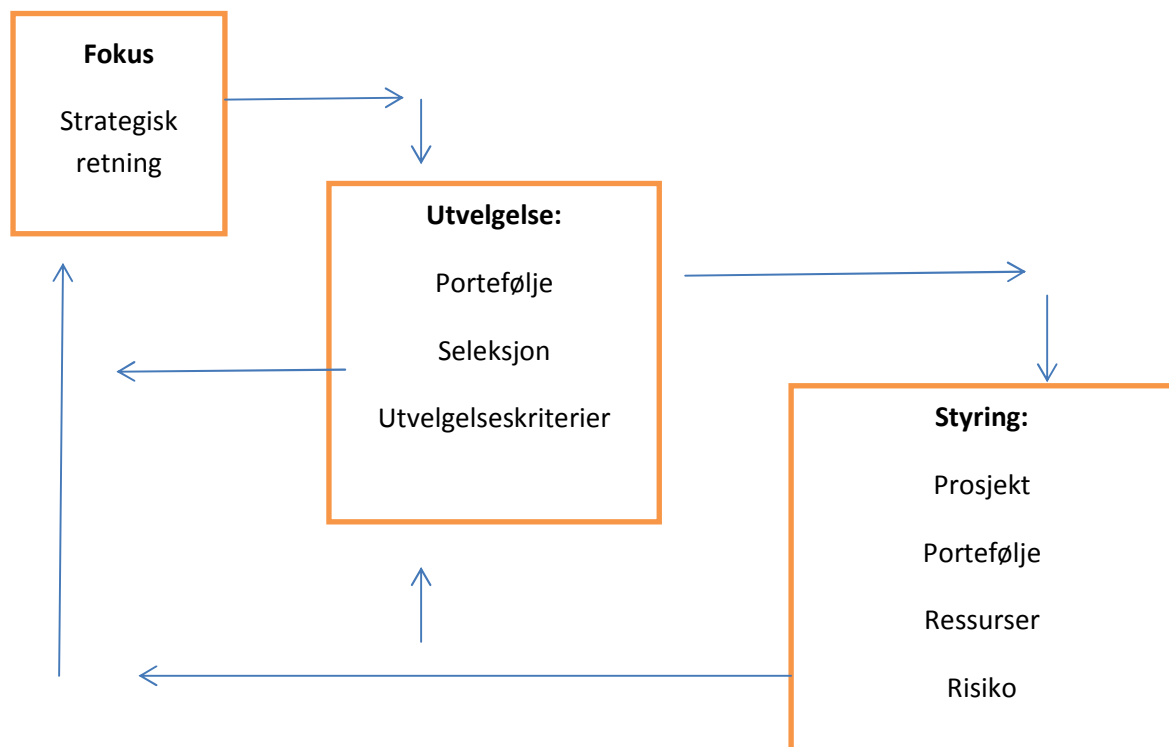 Fokus
Strategisk
retning
Utvelgelse:
Portefølje
Seleksjon
Utvelgelseskriterier
Styring:
Prosjekt
Portefølje
Ressurser
Risiko